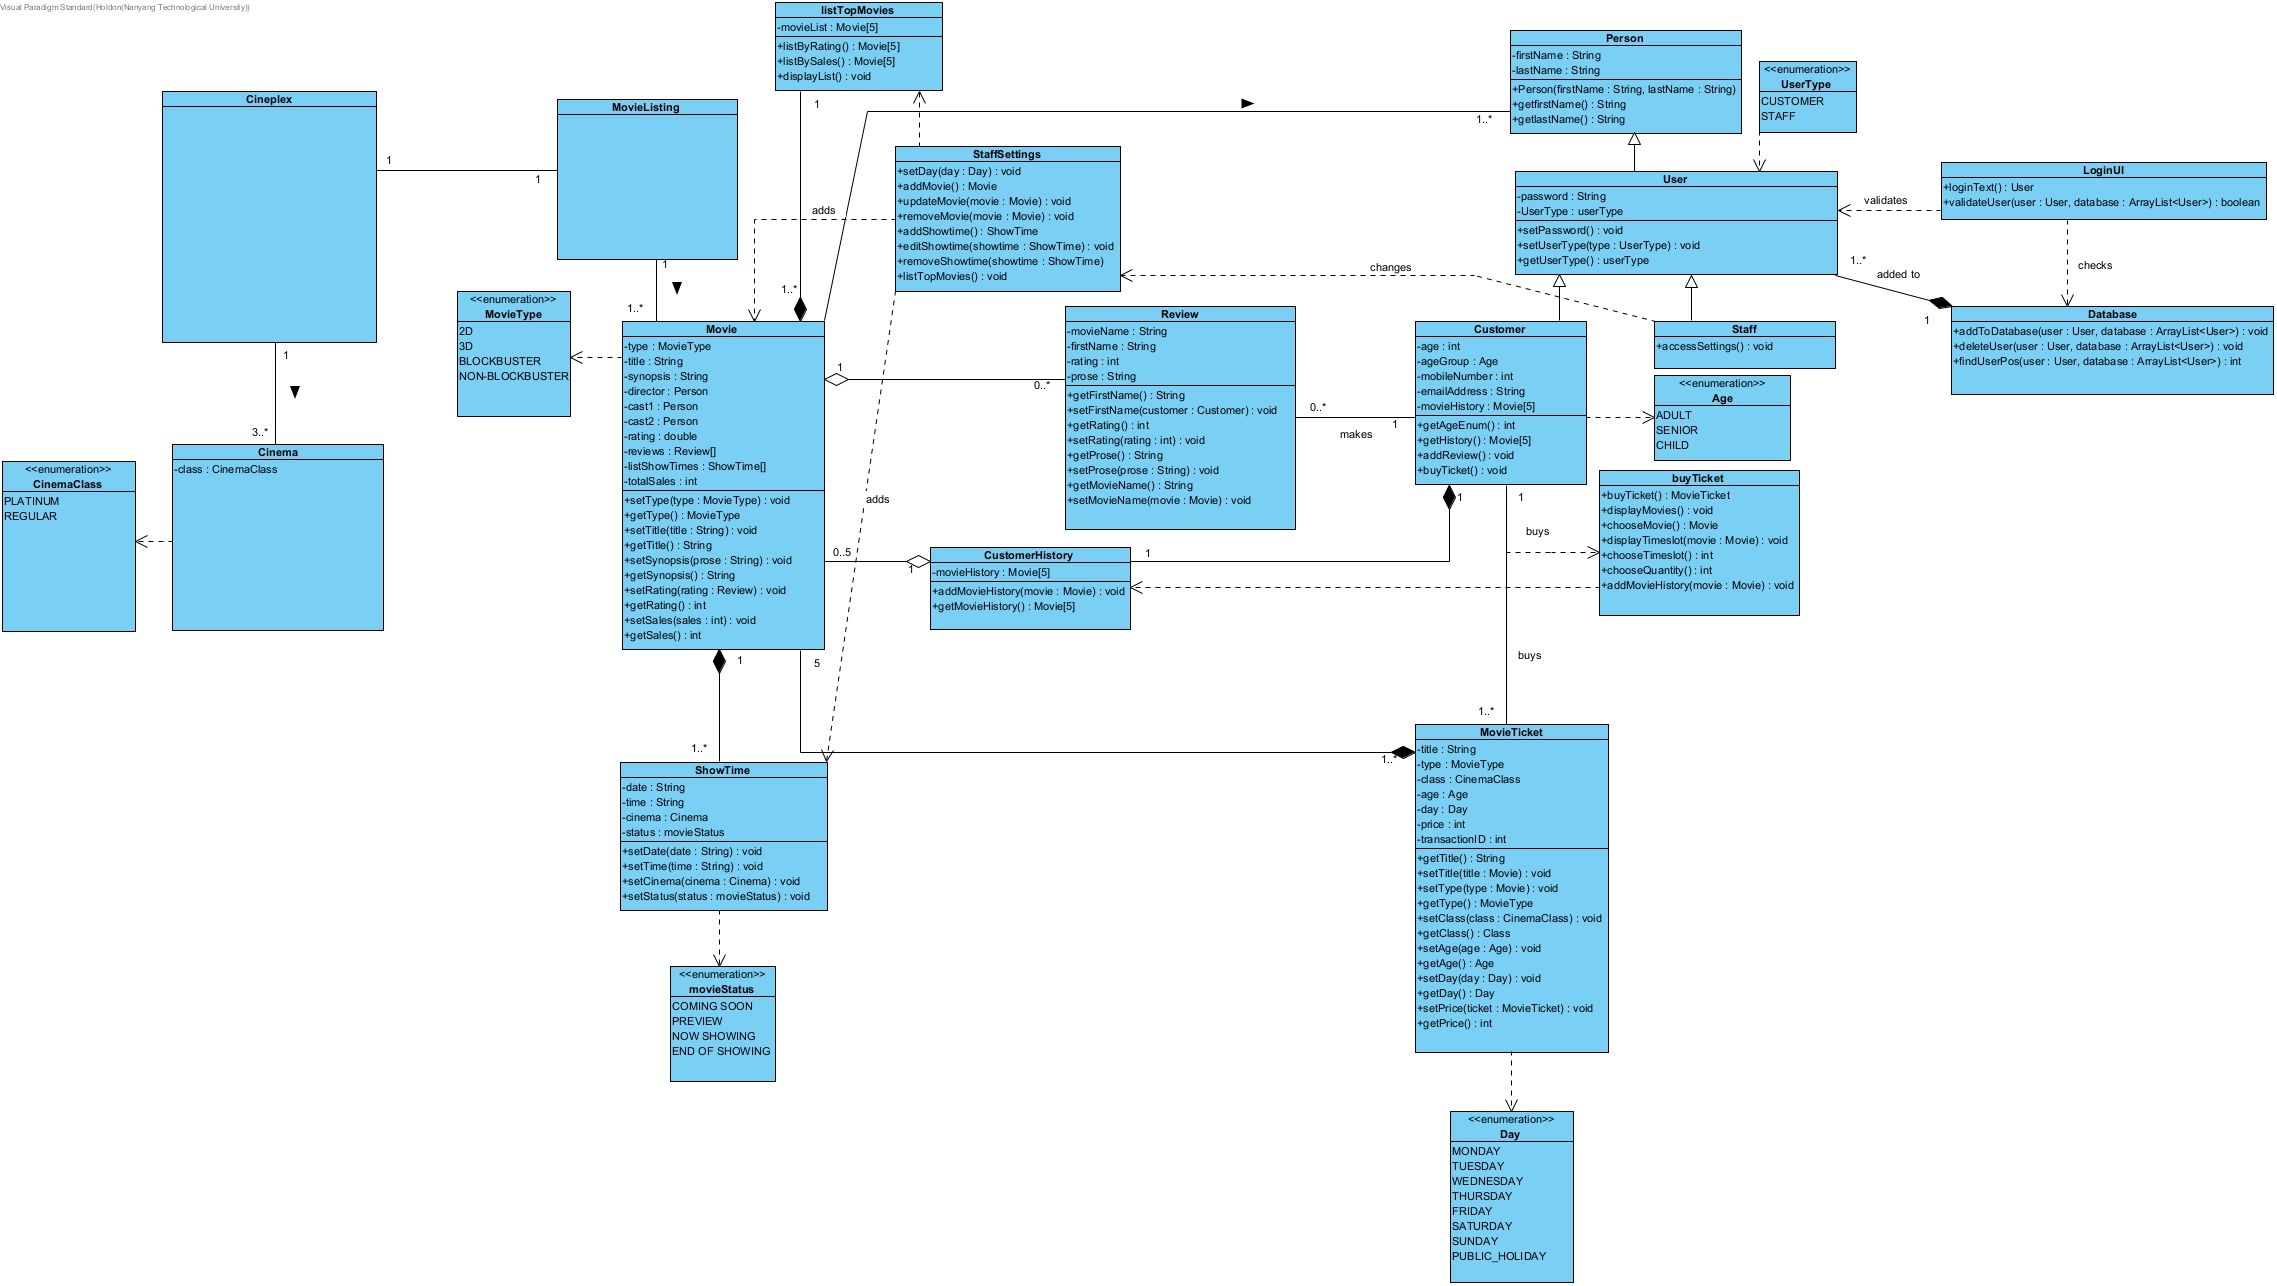 Visual Paradigm Standard(Holdon(Nanyang Technological University))
listTopMovies
-movieList : Movie[5]
+listByRating() : Movie[5]
+listBySales() : Movie[5]
+displayList() : void
1
1..*
Person
-firstName : String
-lastName : String
+Person(firstName : String, lastName : String)
+getfirstName() : String
+getlastName() : String
1..*
<<enumeration>>
UserType
CUSTOMER
STAFF
Cineplex
1
1
MovieListing
1
1..*
StaffSettings
+setDay(day : Day) : void
+addMovie() : Movie
+updateMovie(movie : Movie) : void
+removeMovie(movie : Movie) : void
+addShowtime() : ShowTime
+editShowtime(showtime : ShowTime) : void
+removeShowtime(showtime : ShowTime)
+listTopMovies() : void
adds
changes
User
-password : String
-UserType : userType
+setPassword() : void
+setUserType(type : UserType) : void
+getUserType() : userType
validates
LoginUI
+loginText() : User
+validateUser(user : User, database : ArrayList<User>) : boolean
checks
1..*
added to
1
Database
+addToDatabase(user : User, database : ArrayList<User>) : void
+deleteUser(user : User, database : ArrayList<User>) : void
+findUserPos(user : User, database : ArrayList<User>) : int
<<enumeration>>
MovieType
2D
3D
BLOCKBUSTER
NON-BLOCKBUSTER
Movie
-type : MovieType
-title : String
-synopsis : String
-director : Person
-cast1 : Person
-cast2 : Person
-rating : double
-reviews : Review[]
-listShowTimes : ShowTime[]
-totalSales : int
+setType(type : MovieType) : void
+getType() : MovieType
+setTitle(title : String) : void
+getTitle() : String
+setSynopsis(prose : String) : void
+getSynopsis() : String
+setRating(rating : Review) : void
+getRating() : int
+setSales(sales : int) : void
+getSales() : int
1
0..*
Review
-movieName : String
-firstName : String
-rating : int
-prose : String
+getFirstName() : String
+setFirstName(customer : Customer) : void
+getRating() : int
+setRating(rating : int) : void
+getProse() : String
+setProse(prose : String) : void
+getMovieName() : String
+setMovieName(movie : Movie) : void
0..*
makes
1
Customer
-age : int
-ageGroup : Age
-mobileNumber : int
-emailAddress : String
-movieHistory : Movie[5]
+getAgeEnum() : int
+getHistory() : Movie[5]
+addReview() : void
+buyTicket() : void
Staff
+accessSettings() : void
<<enumeration>>
Age
ADULT
SENIOR
CHILD
1
3..*
Cinema
-class : CinemaClass
<<enumeration>>
CinemaClass
PLATINUM
REGULAR
adds
buyTicket
+buyTicket() : MovieTicket
+displayMovies() : void
+chooseMovie() : Movie
+displayTimeslot(movie : Movie) : void
+chooseTimeslot() : int
+chooseQuantity() : int
+addMovieHistory(movie : Movie) : void
1
1
buys
0..5
1
CustomerHistory
-movieHistory : Movie[5]
+addMovieHistory(movie : Movie) : void
+getMovieHistory() : Movie[5]
1
buys
1
5
1..*
1..*
1..*
ShowTime
-date : String
-time : String
-cinema : Cinema
-status : movieStatus
+setDate(date : String) : void
+setTime(time : String) : void
+setCinema(cinema : Cinema) : void
+setStatus(status : movieStatus) : void
MovieTicket
-title : String
-type : MovieType
-class : CinemaClass
-age : Age
-day : Day
-price : int
-transactionID : int
+getTitle() : String
+setTitle(title : Movie) : void
+setType(type : Movie) : void
+getType() : MovieType
+setClass(class : CinemaClass) : void
+getClass() : Class
+setAge(age : Age) : void
+getAge() : Age
+setDay(day : Day) : void
+getDay() : Day
+setPrice(ticket : MovieTicket) : void
+getPrice() : int
<<enumeration>>
movieStatus
COMING SOON
PREVIEW
NOW SHOWING
END OF SHOWING
<<enumeration>>
Day
MONDAY
TUESDAY
WEDNESDAY
THURSDAY
FRIDAY
SATURDAY
SUNDAY
PUBLIC_HOLIDAY